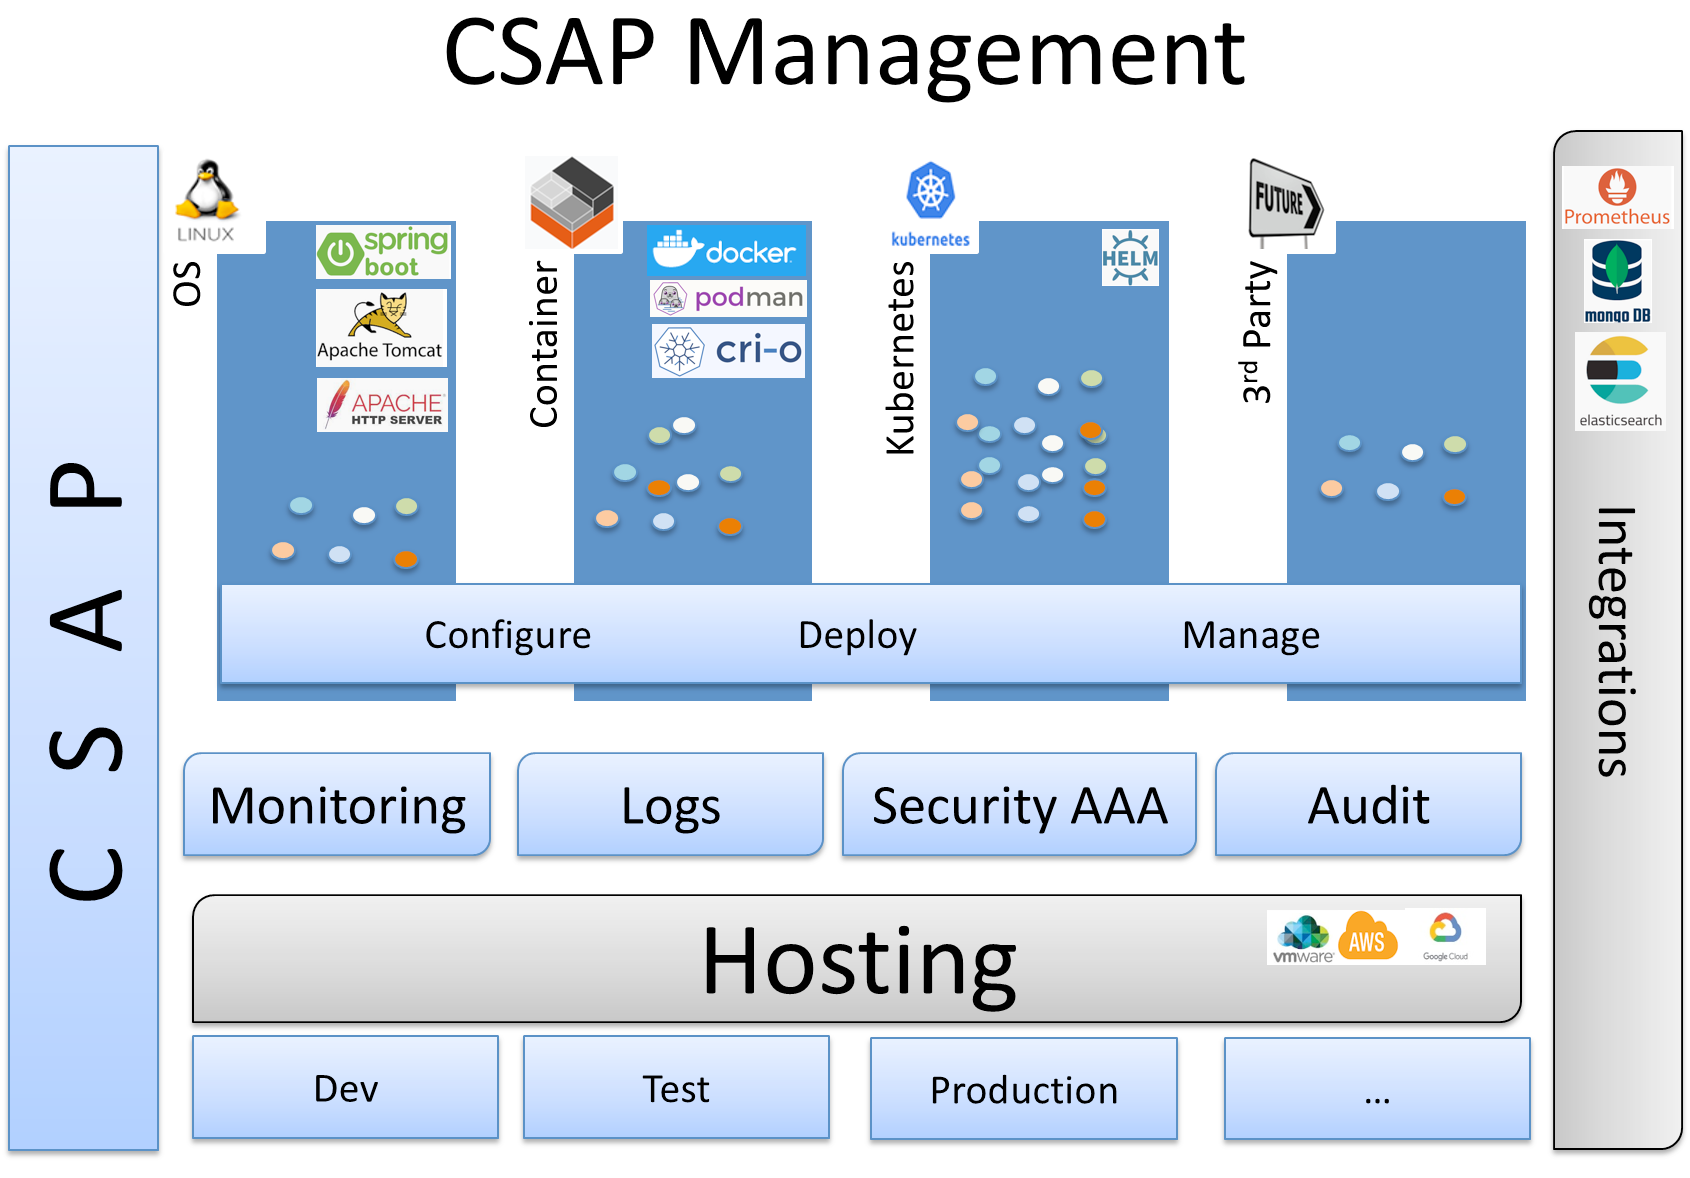 CSAP Management
CSAP
LINUX
OS
spring
boot
Apache Tomcat
APACHE
HTTP SERVER
Container
docker
podman
cri-o
kubernetes
Kubernetes
HELM
FUTURE
3rd Party
Configure
Deploy
Manage
Monitoring
Logs
Security AAA
Audit
Hosting
vmware
AWS
Google Cloud
Dev
Test
Production
...
Prometheus
mongo DB
elasticsearch
Integrations